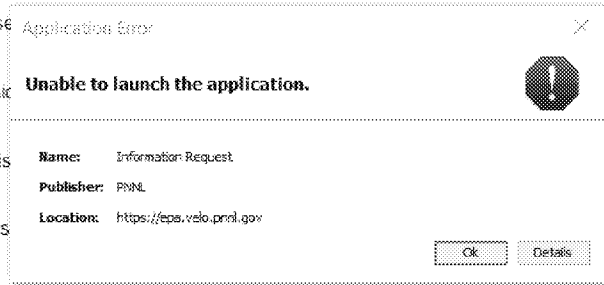 Application Error
Unable to launch the application.
Name: Information Request
Publisher: PNNL
Location: https://epa.velo.pnnl.gov
Ok Details